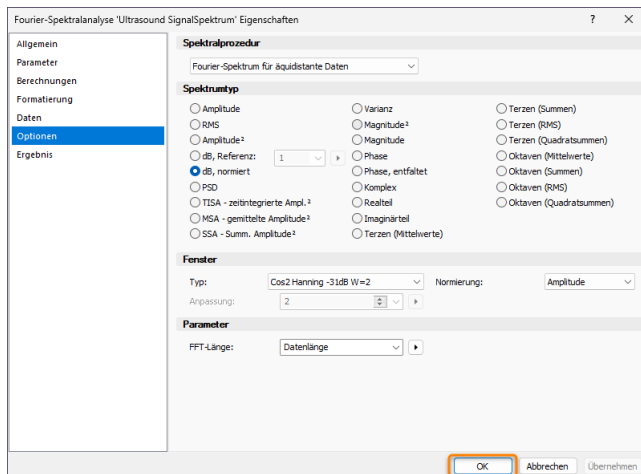 Fourier-Spektralanalyse 'Ultrasound SignalSpektrum' Eigenschaften ? ×
Allgemein
Parameter
Berechnungen
Formatierung
Daten
Optionen
Ergebnis
Spektralprozedur
Fourier-Spektrum für äquidistante Daten
Spektrumtyp
Amplitude
RMS
Amplitude²
dB, Referenz: 1
dB, normiert
PSD
TISA - zeitintegrierte Ampl.²
MSA - gemittelte Amplitude²
SSA - Summ. Amplitude²
Varianz
Magnitude²
Magnitude
Phase
Phase, entfaltet
Komplex
Realteil
Imaginärteil
Terzen (Mittelwerte)
Terzen (Summen)
Terzen (RMS)
Terzen (Quadratsummen)
Oktaven (Mittelwerte)
Oktaven (Summen)
Oktaven (RMS)
Oktaven (Quadratsummen)
Fenster
Typ: Cos2 Hanning -31dB W=2 Normierung: Amplitude
Anpassung: 2
Parameter
FFT-Länge: Datenlänge
OK Abbrechen Übernehmen